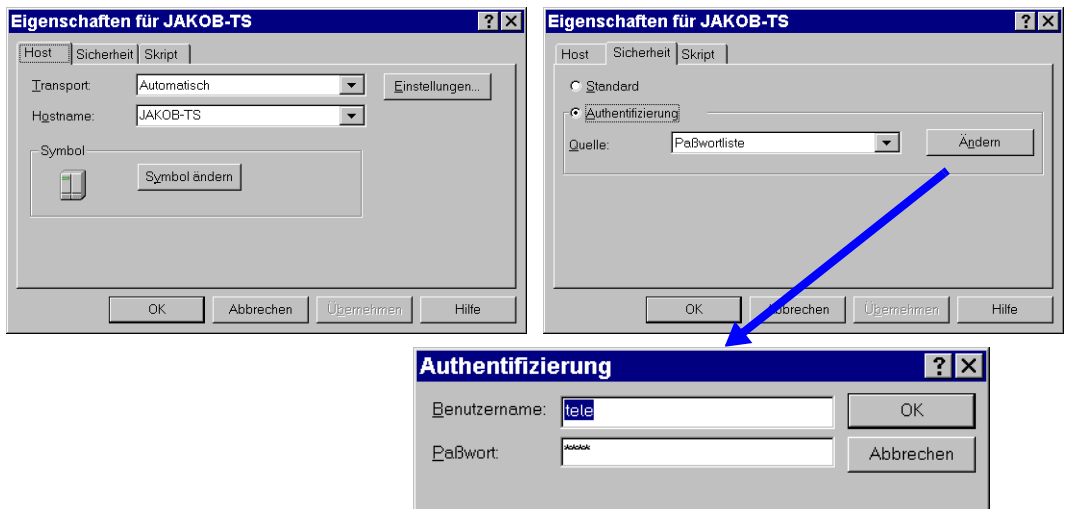 Eigenschaften für JAKOB-TS
Host Sicherheit Skript
Transport: Automatisch Einstellungen...
Hostname: JAKOB-TS
Symbol
Symbol ändern
OK Abbrechen Übernehmen Hilfe
Eigenschaften für JAKOB-TS
Host Sicherheit Skript
Standard
Authentifizierung
Quelle: Paßwortliste Ändern
OK Abbrechen Übernehmen Hilfe
Authentifizierung
Benutzername: tele OK
Paßwort: **** Abbrechen